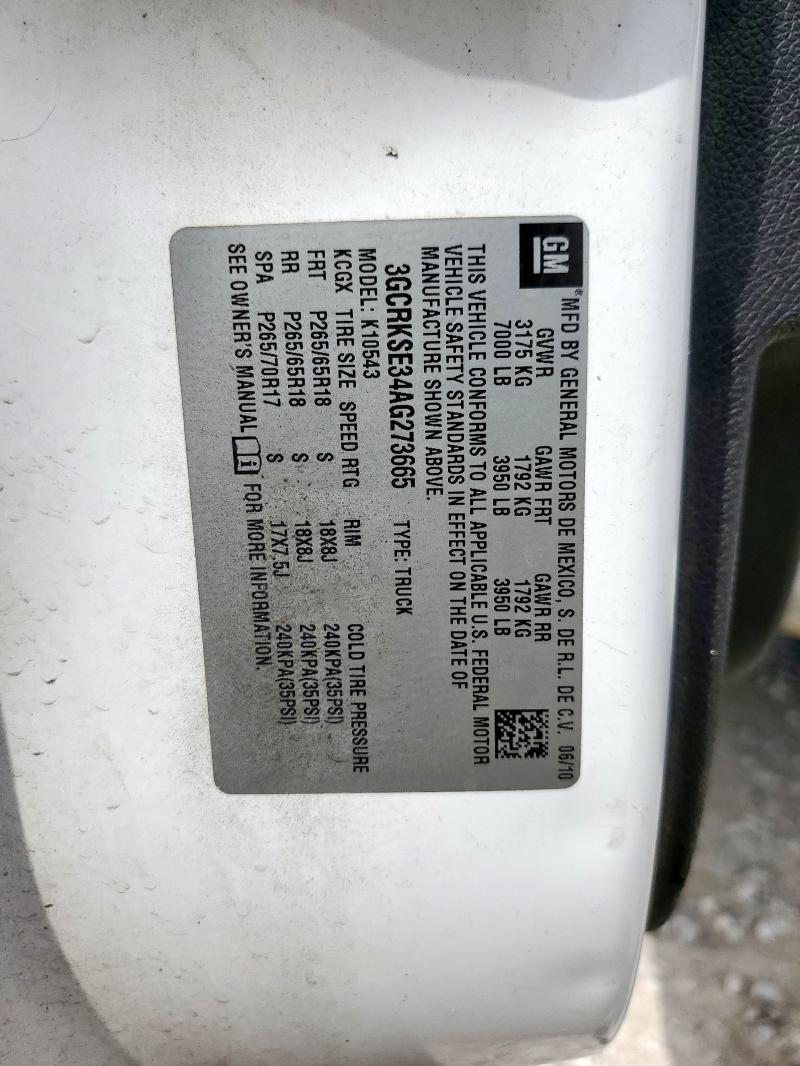 GM
®MFD BY GENERAL MOTORS DE MEXICO, S. DE R.L. DE C.V. 06/10
GVWR GAWR FRT GAWR RR
3175 KG 1792 KG 1792 KG
7000 LB 3950 LB 3950 LB
THIS VEHICLE CONFORMS TO ALL APPLICABLE U.S. FEDERAL MOTOR
VEHICLE SAFETY STANDARDS IN EFFECT ON THE DATE OF
MANUFACTURE SHOWN ABOVE.
3GCRKSE34AG273665 TYPE: TRUCK
MODEL: K10543
KCGX TIRE SIZE SPEED RTG RIM COLD TIRE PRESSURE
FRT P265/65R18 S 18X8J 240KPA(35PSI)
RR P265/65R18 S 18X8J 240KPA(35PSI)
SPA P265/70R17 S 17X7.5J 240KPA(35PSI)
SEE OWNER'S MANUAL FOR MORE INFORMATION.